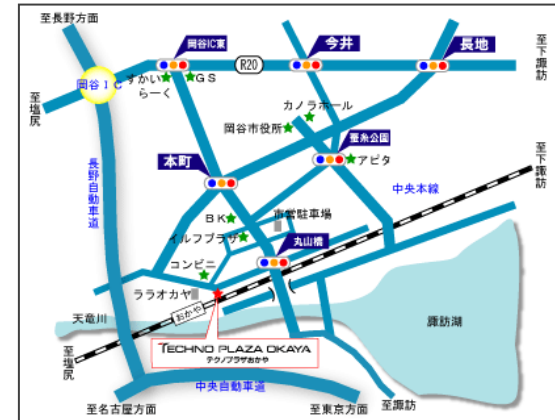 至長野方面
岡谷IC東
今井
長地
至下諏訪
R20
岡谷IC
すかい
らーく
GS
カノラホール
至塩尻
岡谷市役所
蚕糸公園
アピタ
至下諏訪
長野自動車道
本町
中央本線
BK
市営駐車場
イルフプラザ
丸山橋
コンビニ
ララオカヤ
天竜川
おかや
諏訪湖
TECHNO PLAZA OKAYA
テクノプラザおかや
至塩尻
中央自動車道
至諏訪
至名古屋方面
至東京方面